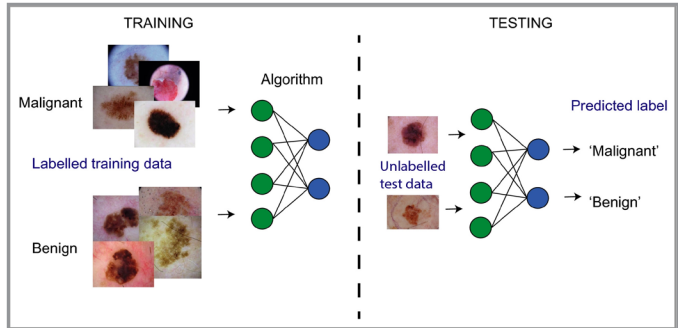 TRAINING
Malignant
Labelled training data
Benign
Algorithm
TESTING
Unlabelled
test data
Predicted label
'Malignant'
'Benign'